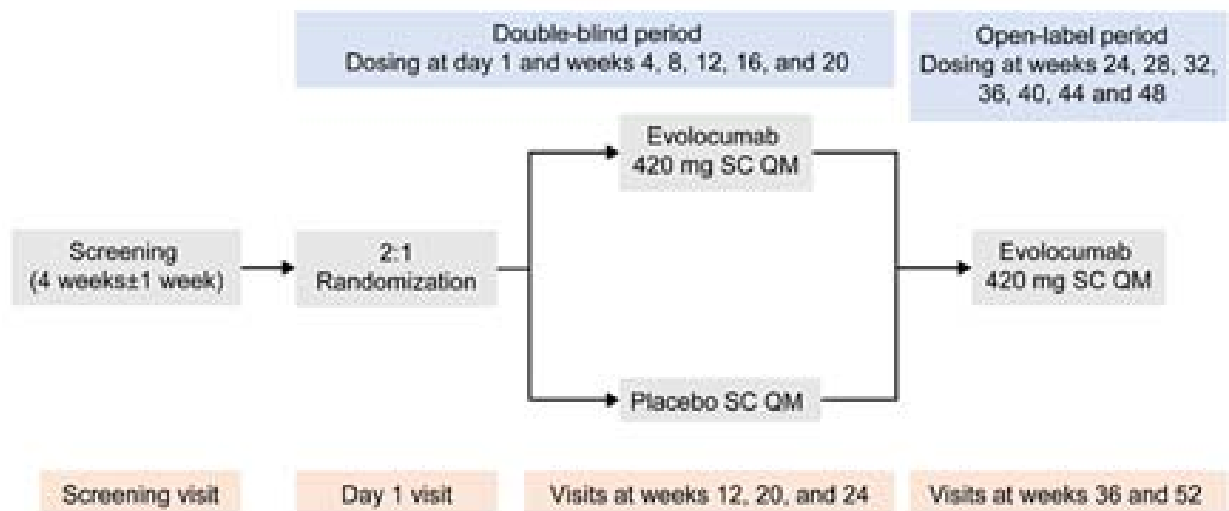 Double-blind period
Dosing at day 1 and weeks 4, 8, 12, 16, and 20
Open-label period
Dosing at weeks 24, 28, 32,
36, 40, 44 and 48
Evolocumab
420 mg SC QM
Screening
(4 weeks±1 week)
2:1
Randomization
Evolocumab
420 mg SC QM
Placebo SC QM
Screening visit
Day 1 visit
Visits at weeks 12, 20, and 24
Visits at weeks 36 and 52